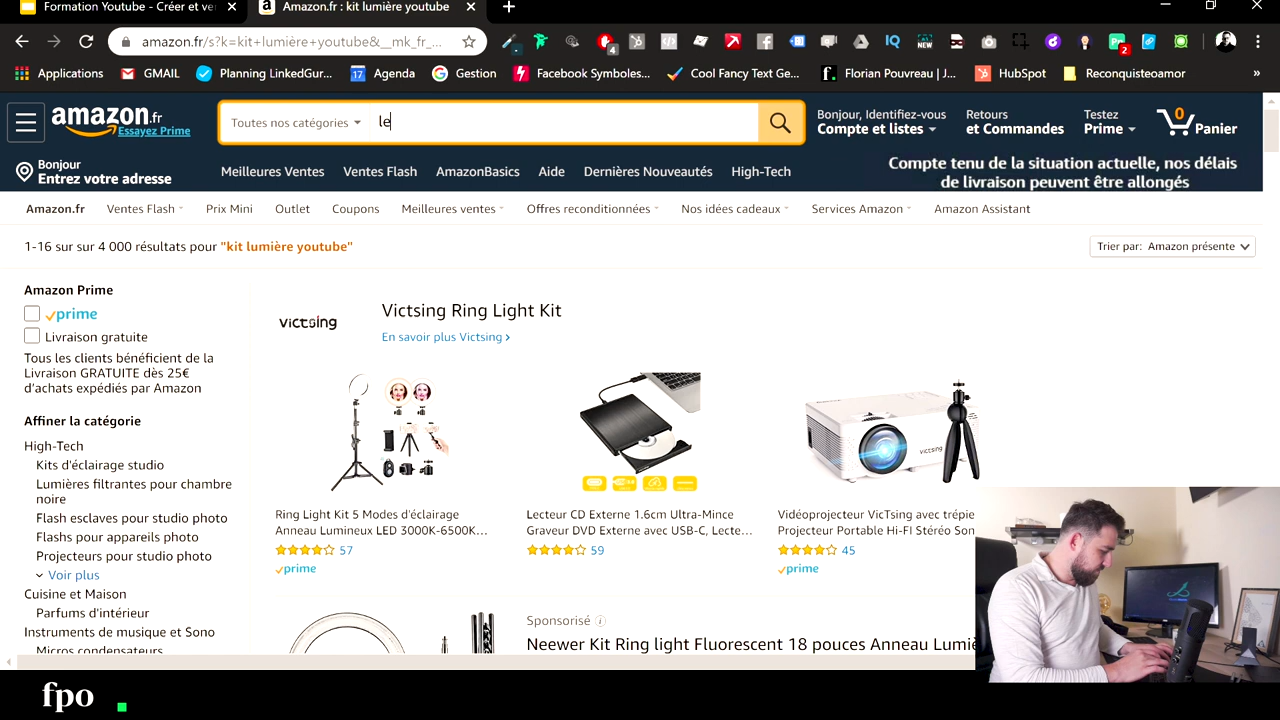 Formation Youtube - Créer et ve
Amazon.fr : kit lumière youtube
amazon.fr/s?k=kit+lumière+youtube&__mk_fr_...
4
IQ
NEW
2
Applications
GMAIL
Planning LinkedGur...
17
Agenda
Gestion
Facebook Symboles...
Cool Fancy Text Ge...
f.
Florian Pouvreau | J...
HubSpot
Reconquisteoamor
»
amazon.fr
Essayez Prime
Toutes nos catégories
le
Bonjour, Identifiez-vous
Compte et listes
Retours
et Commandes
Testez
Prime
0
Panier
Bonjour
Entrez votre adresse
Meilleures Ventes
Ventes Flash
AmazonBasics
Aide
Dernières Nouveautés
High-Tech
Compte tenu de la situation actuelle, nos délais
de livraison peuvent être allongés
Amazon.fr
Ventes Flash
Prix Mini
Outlet
Coupons
Meilleures ventes
Offres reconditionnées
Nos idées cadeaux
Services Amazon
Amazon Assistant
1-16 sur sur 4 000 résultats pour "kit lumière youtube"
Trier par: Amazon présente
Amazon Prime
prime
Livraison gratuite
Tous les clients bénéficient de la
Livraison GRATUITE dès 25€
d'achats expédiés par Amazon
Affiner la catégorie
High-Tech
Kits d'éclairage studio
Lumières filtrantes pour chambre
noire
Flash esclaves pour studio photo
Flashs pour appareils photo
Projecteurs pour studio photo
Voir plus
Cuisine et Maison
Parfums d'intérieur
Instruments de musique et Sono
Micros condensateurs
victsing
Victsing Ring Light Kit
En savoir plus Victsing ›
victsing
Ring Light Kit 5 Modes d'éclairage
Anneau Lumineux LED 3000K-6500K...
57
prime
Lecteur CD Externe 1.6cm Ultra-Mince
Graveur DVD Externe avec USB-C, Lecte...
59
Vidéoprojecteur VicTsing avec trépie
Projecteur Portable Hi-FI Stéréo Son
45
prime
Sponsorisé
Neewer Kit Ring light Fluorescent 18 pouces Anneau Lumiè
fpo